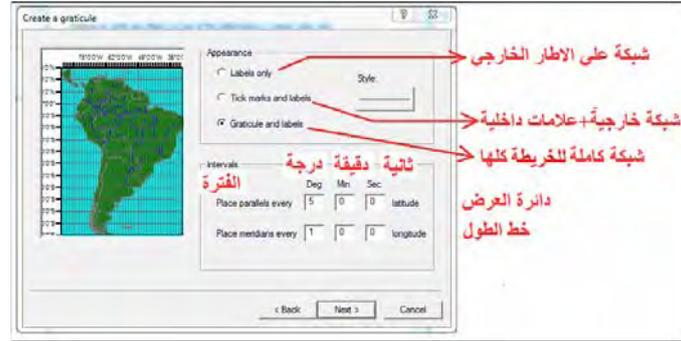 Create a graticule
Appearance
Labels only
Style:
Tick marks and labels
Graticule and labels
شبكة على الاطار الخارجي
شبكة خارجية+علامات داخلية
شبكة كاملة للخريطة كلها
Intervals
الفترة
درجة دقيقة ثانية
Deg Min Sec
Place parallels every 5 0 0 latitude
دائرة العرض
Place meridians every 1 0 0 longitude
خط الطول
< Back Next > Cancel